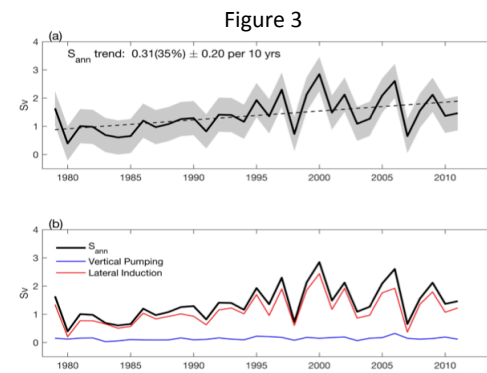 Figure 3
(a)
S_ann trend: 0.31(35%) ± 0.20 per 10 yrs
4
3
2
1
0
Sv
1980 1985 1990 1995 2000 2005 2010
(b)
4
3
2
1
0
Sv
S_ann
Vertical Pumping
Lateral Induction
1980 1985 1990 1995 2000 2005 2010